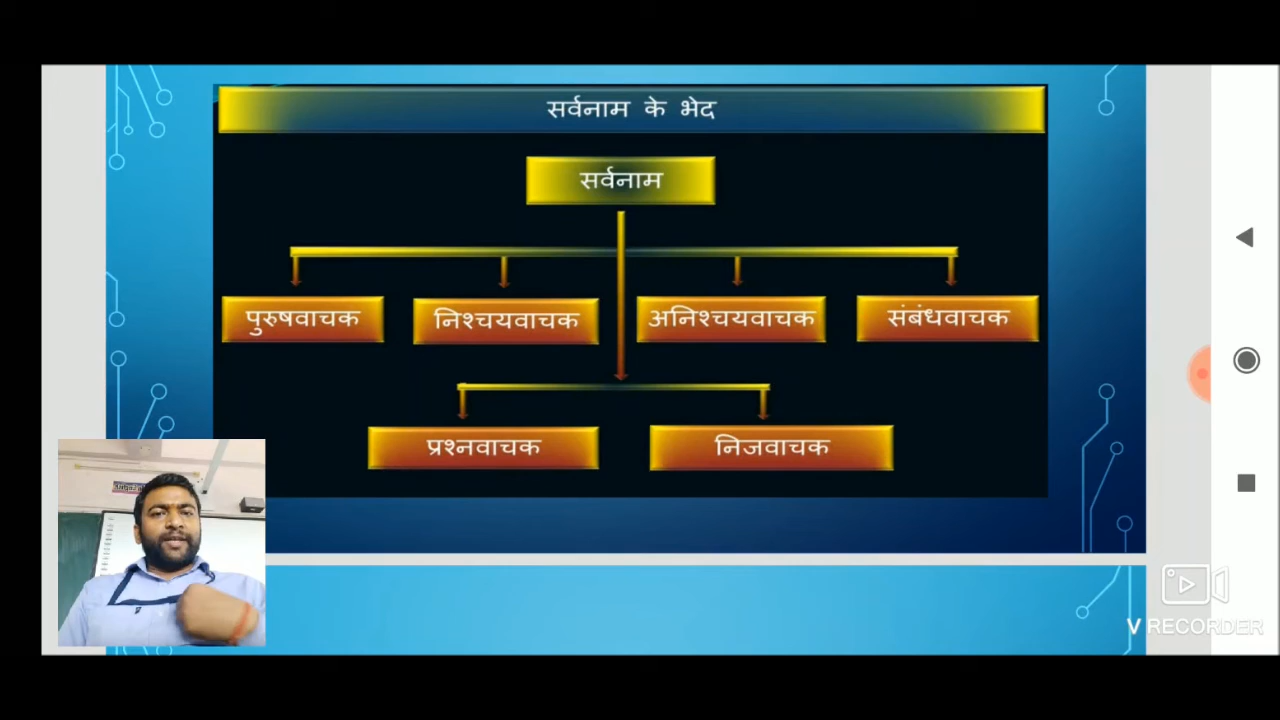 सर्वनाम के भेद
सर्वनाम
पुरुषवाचक निश्चयवाचक अनिश्चयवाचक संबंधवाचक
प्रश्नवाचक निजवाचक
V RECORDER